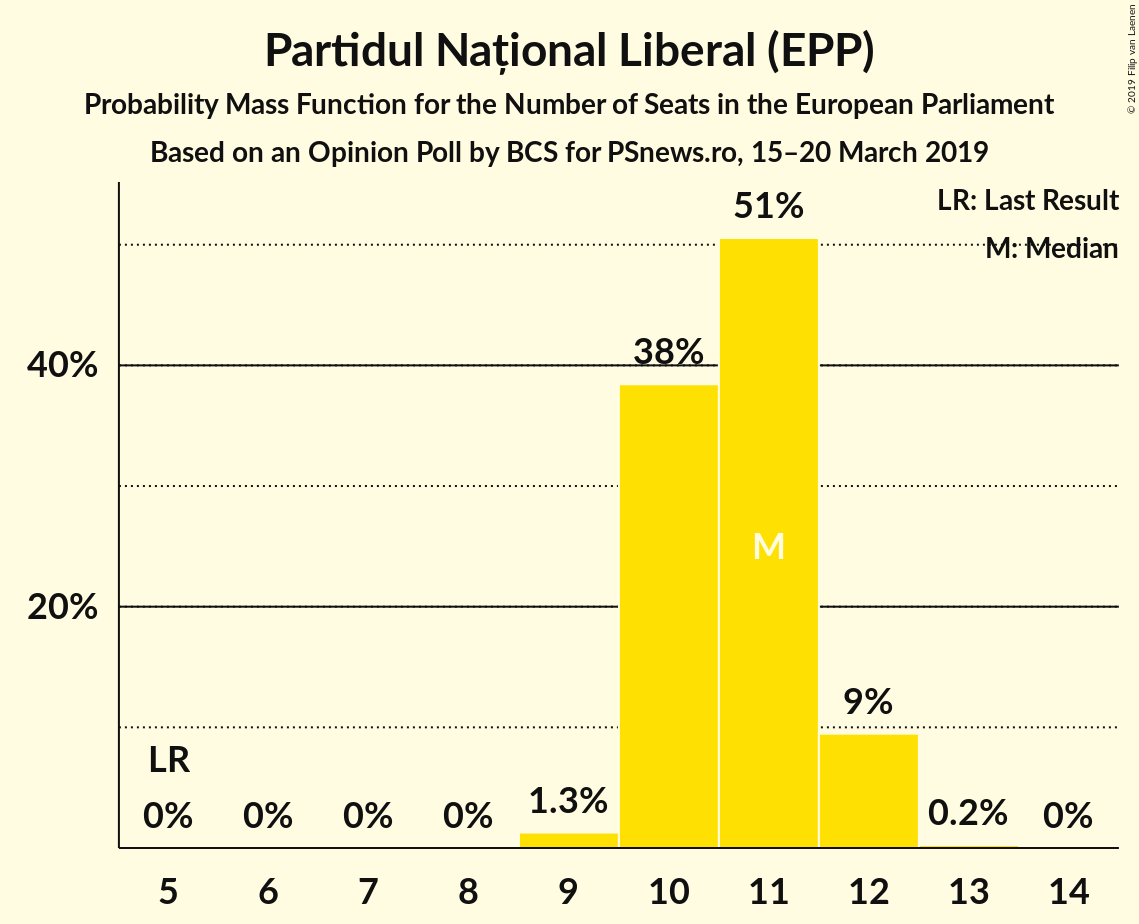 Partidul Național Liberal (EPP)
Probability Mass Function for the Number of Seats in the European Parliament
Based on an Opinion Poll by BCS for PSnews.ro, 15–20 March 2019
© 2019 Filip van Laenen
LR: Last Result
M: Median
51%
38%
40%
M
20%
9%
LR
0% 0% 0% 0% 1.3% 0.2% 0%
5 6 7 8 9 10 11 12 13 14